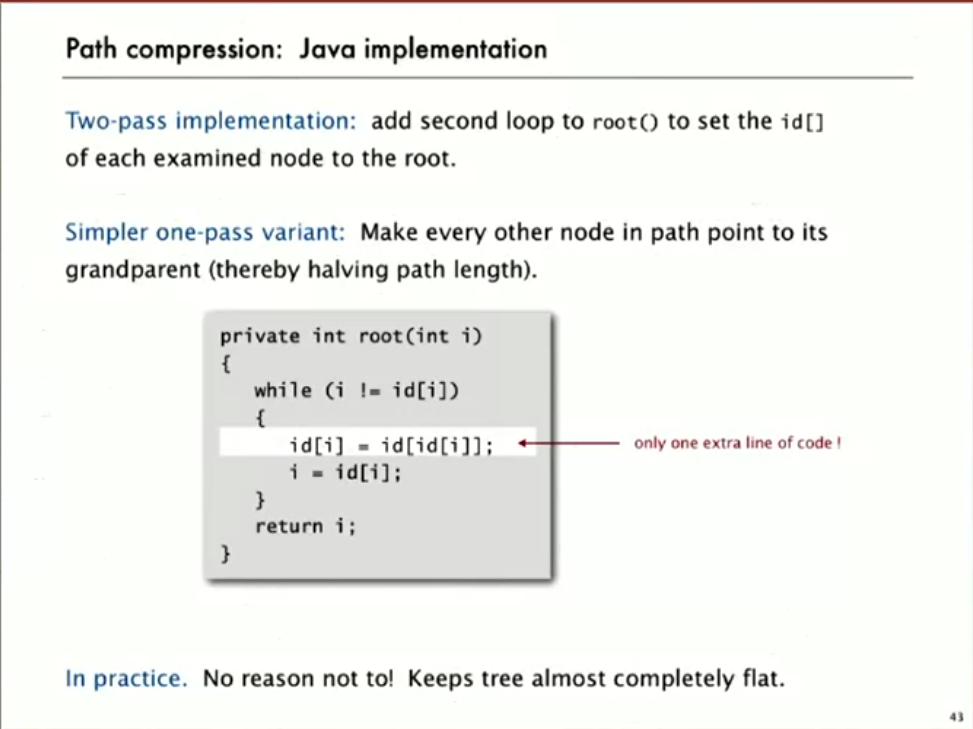 Path compression: Java implementation
Two-pass implementation: add second loop to root() to set the id[]
of each examined node to the root.
Simpler one-pass variant: Make every other node in path point to its
grandparent (thereby halving path length).
private int root(int i)
{
while (i != id[i])
{
id[i] = id[id[i]];
only one extra line of code !
i = id[i];
}
return i;
}
In practice. No reason not to! Keeps tree almost completely flat.
43